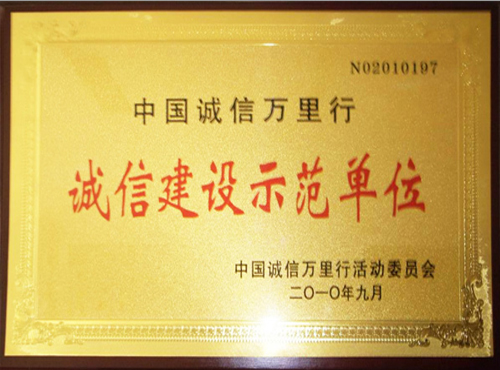 N02010197
中国诚信万里行
诚信建设示范单位
中国诚信万里行活动委员会
二〇一〇年九月